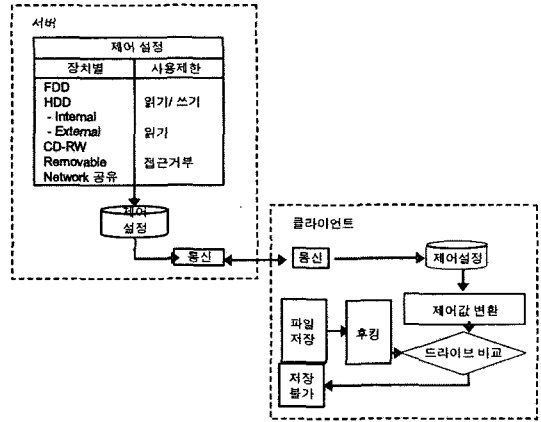 서버
제어 설정
장치별 사용제한
FDD
HDD 읽기/ 쓰기
- Internal
- External 읽기
CD-RW
Removable 접근거부
Network 공유
제어
설정
통신
클라이언트
통신
제어설정
제어값 변환
파일
저장
후킹
드라이브 비교
저장
불가